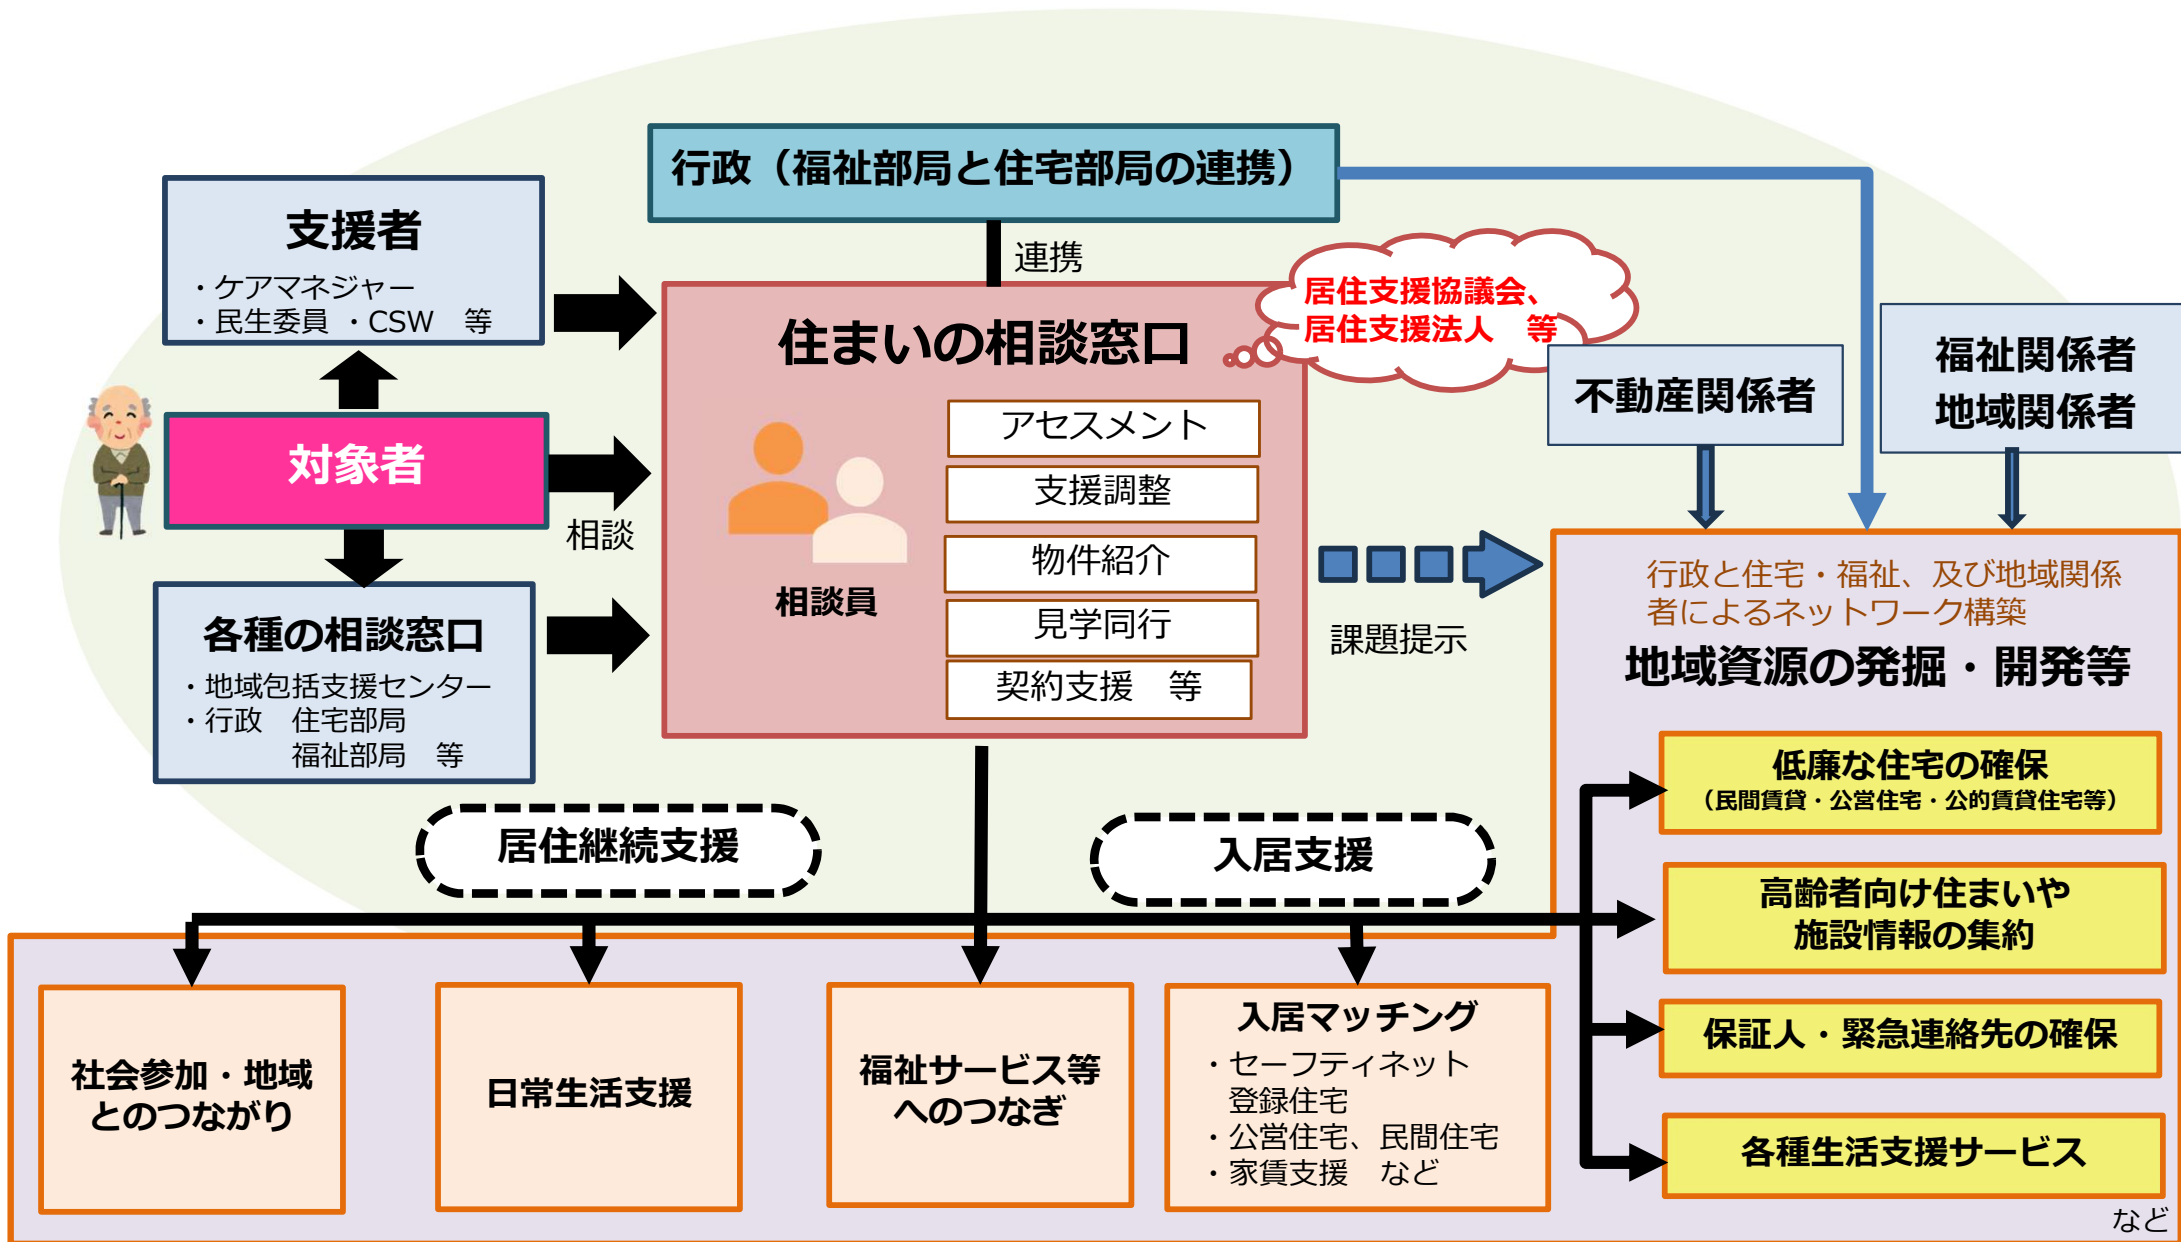 行政（福祉部局と住宅部局の連携）
連携
支援者
・ケアマネジャー
・民生委員 ・CSW　等
対象者
相談
各種の相談窓口
・地域包括支援センター
・行政　住宅部局
福祉部局　等
住まいの相談窓口
相談員
アセスメント
支援調整
物件紹介
見学同行
契約支援　等
居住支援協議会、
居住支援法人　等
不動産関係者
福祉関係者
地域関係者
課題提示
行政と住宅・福祉、及び地域関係
者によるネットワーク構築
地域資源の発掘・開発等
低廉な住宅の確保
（民間賃貸・公営住宅・公的賃貸住宅等）
高齢者向け住まいや
施設情報の集約
保証人・緊急連絡先の確保
各種生活支援サービス
など
居住継続支援
入居支援
社会参加・地域
とのつながり
日常生活支援
福祉サービス等
へのつなぎ
入居マッチング
・セーフティネット
登録住宅
・公営住宅、民間住宅
・家賃支援　など